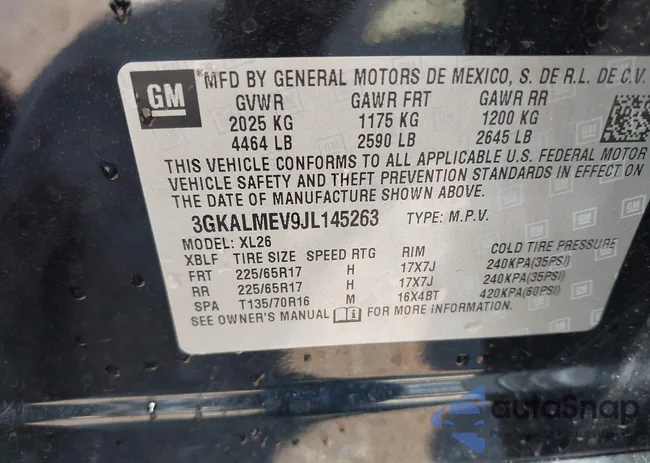 GM
®MFD BY GENERAL MOTORS DE MEXICO, S. DE R.L. DE C.V.
GVWR GAWR FRT GAWR RR
2025 KG 1175 KG 1200 KG
4464 LB 2590 LB 2645 LB
THIS VEHICLE CONFORMS TO ALL APPLICABLE U.S. FEDERAL MOTOR
VEHICLE SAFETY AND THEFT PREVENTION STANDARDS IN EFFECT ON
THE DATE OF MANUFACTURE SHOWN ABOVE.
3GKALMEV9JL145263 TYPE: M.P.V.
MODEL: XL26
XBLF TIRE SIZE SPEED RTG RIM COLD TIRE PRESSURE
FRT 225/65R17 H 17X7J 240KPA(35PSI)
RR 225/65R17 H 17X7J 240KPA(35PSI)
SPA T135/70R16 M 16X4BT 420KPA(60PSI)
SEE OWNER'S MANUAL FOR MORE INFORMATION.
autoSnap